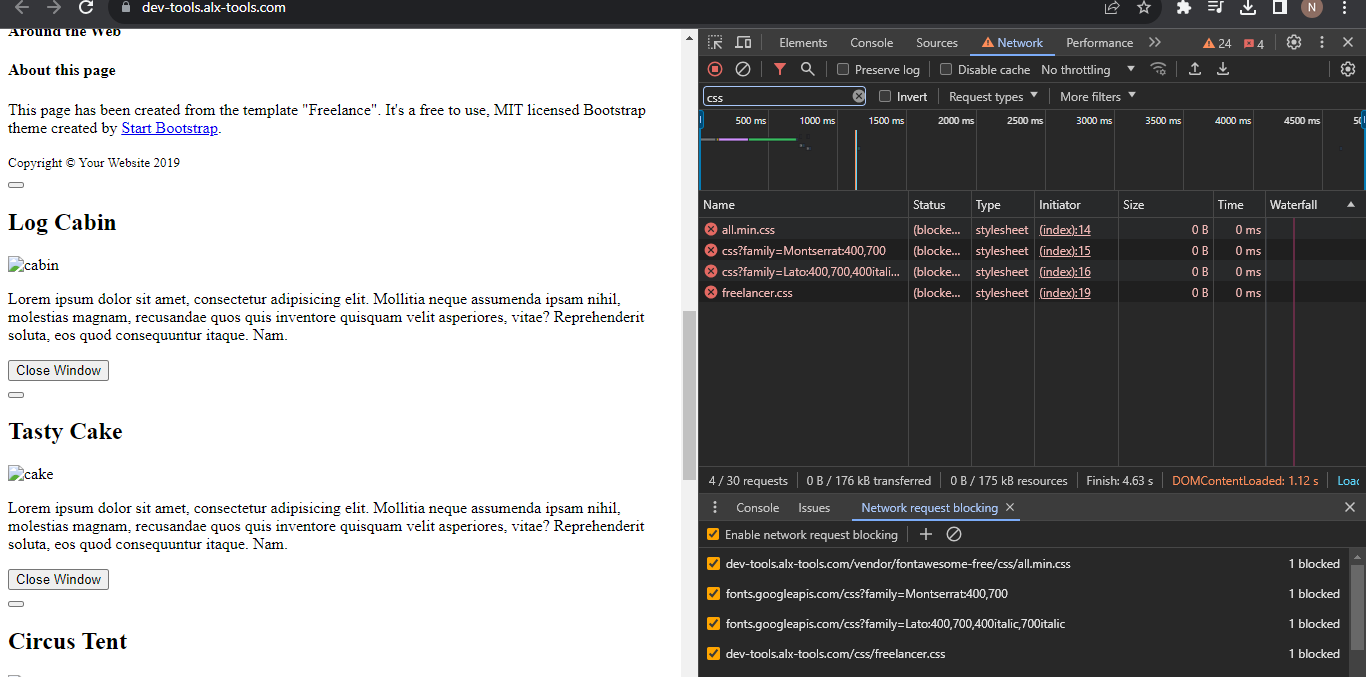 dev-tools.alx-tools.com
N
Around the Web
About this page
This page has been created from the template "Freelance". It's a free to use, MIT licensed Bootstrap
theme created by Start Bootstrap.
Copyright © Your Website 2019
Log Cabin
cabin
Lorem ipsum dolor sit amet, consectetur adipisicing elit. Mollitia neque assumenda ipsam nihil,
molestias magnam, recusandae quos quis inventore quisquam velit asperiores, vitae? Reprehenderit
soluta, eos quod consequuntur itaque. Nam.
Close Window
Tasty Cake
cake
Lorem ipsum dolor sit amet, consectetur adipisicing elit. Mollitia neque assumenda ipsam nihil,
molestias magnam, recusandae quos quis inventore quisquam velit asperiores, vitae? Reprehenderit
soluta, eos quod consequuntur itaque. Nam.
Close Window
Circus Tent
Elements Console Sources Network Performance 24 4
Preserve log Disable cache No throttling
css Invert Request types More filters
500 ms 1000 ms 1500 ms 2000 ms 2500 ms 3000 ms 3500 ms 4000 ms 4500 ms 50
Name Status Type Initiator Size Time Waterfall
all.min.css (blocke... stylesheet (index):14 0 B 0 ms
css?family=Montserrat:400,700 (blocke... stylesheet (index):15 0 B 0 ms
css?family=Lato:400,700,400itali... (blocke... stylesheet (index):16 0 B 0 ms
freelancer.css (blocke... stylesheet (index):19 0 B 0 ms
4 / 30 requests 0 B / 176 kB transferred 0 B / 175 kB resources Finish: 4.63 s DOMContentLoaded: 1.12 s Loac
Console Issues Network request blocking
Enable network request blocking
dev-tools.alx-tools.com/vendor/fontawesome-free/css/all.min.css 1 blocked
fonts.googleapis.com/css?family=Montserrat:400,700 1 blocked
fonts.googleapis.com/css?family=Lato:400,700,400italic,700italic 1 blocked
dev-tools.alx-tools.com/css/freelancer.css 1 blocked